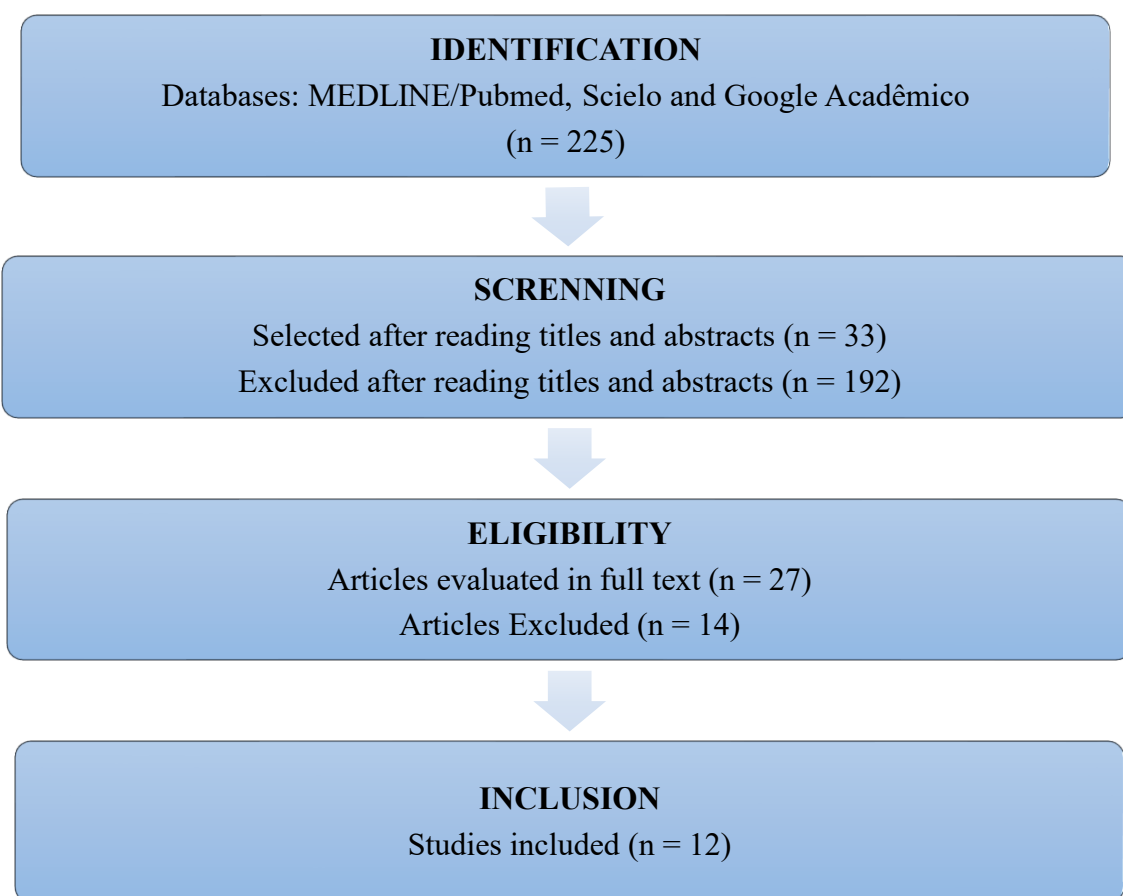 IDENTIFICATION
Databases: MEDLINE/Pubmed, Scielo and Google Acadêmico
(n = 225)
SCRENNING
Selected after reading titles and abstracts (n = 33)
Excluded after reading titles and abstracts (n = 192)
ELIGIBILITY
Articles evaluated in full text (n = 27)
Articles Excluded (n = 14)
INCLUSION
Studies included (n = 12)